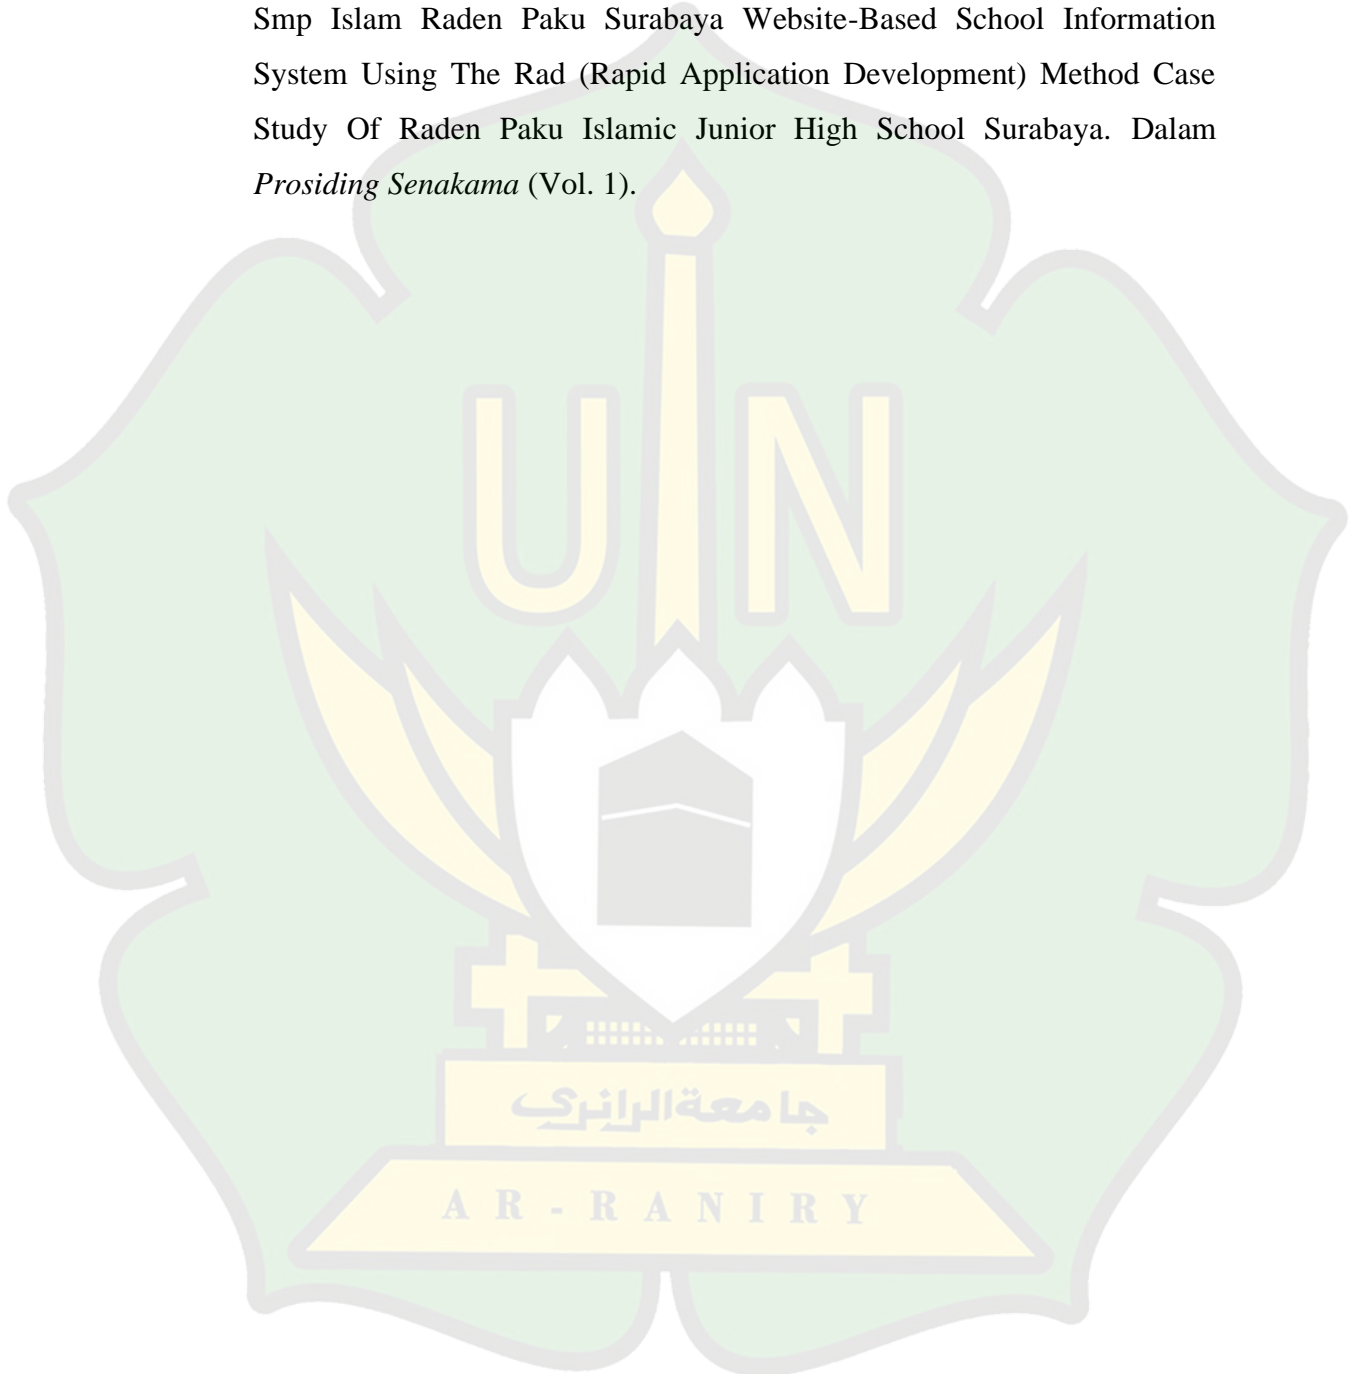 Smp Islam Raden Paku Surabaya Website-Based School Information
System Using The Rad (Rapid Application Development) Method Case
Study Of Raden Paku Islamic Junior High School Surabaya. Dalam
Prosiding Senakama (Vol. 1).
UIN
جامعة الرانري
AR-RANIRY